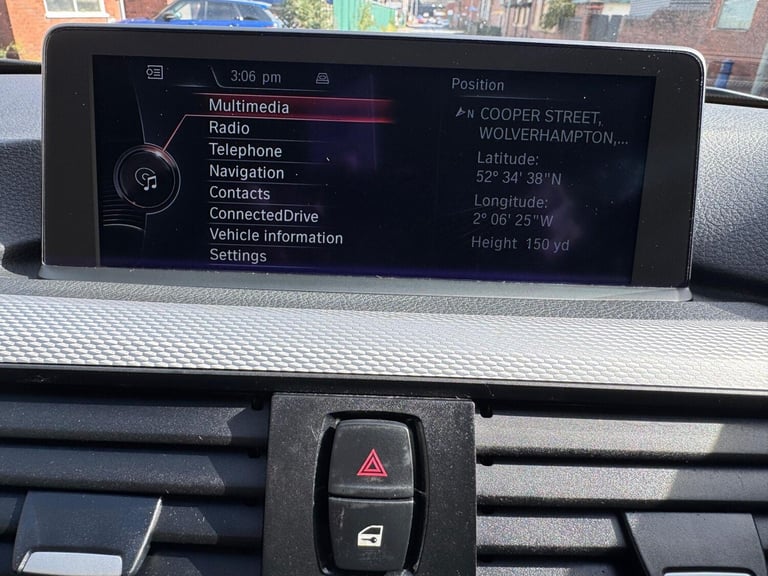 3:06 pm
Multimedia
Radio
Telephone
Navigation
Contacts
ConnectedDrive
Vehicle information
Settings
Position
N COOPER STREET,
WOLVERHAMPTON,...
Latitude:
52° 34' 38"N
Longitude:
2° 06' 25"W
Height 150 yd